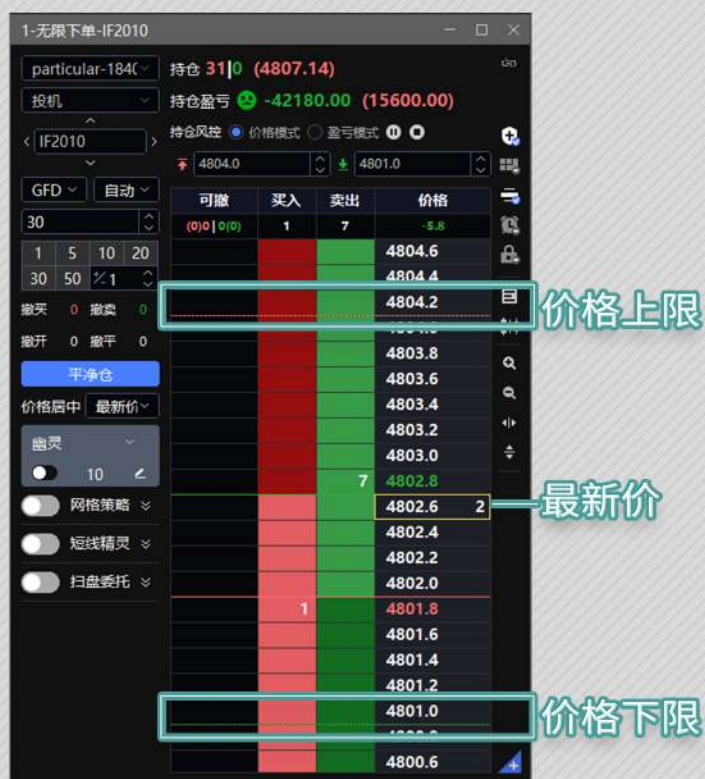 1-无限下单-IF2010
particular-184(
投机
IF2010
GFD 自动
30
1 5 10 20
30 50 1
撤买 0 撤卖 0
撤开 0 撤平 0
平净仓
价格居中 最新价
幽灵
10
网格策略
短线精灵
扫盘委托
持仓 31|0 (4807.14)
持仓盈亏 -42180.00 (15600.00)
持仓风控 价格模式 盈亏模式
4804.0 4801.0
可撤 买入 卖出 价格
(0)0|0(0) 1 7 -5.8
4804.6
4804.4
4804.2
4803.8
4803.6
4803.4
4803.2
4803.0
7 4802.8
4802.6 2
4802.4
4802.2
4802.0
1 4801.8
4801.6
4801.4
4801.2
4801.0
4800.6
价格上限
最新价
价格下限